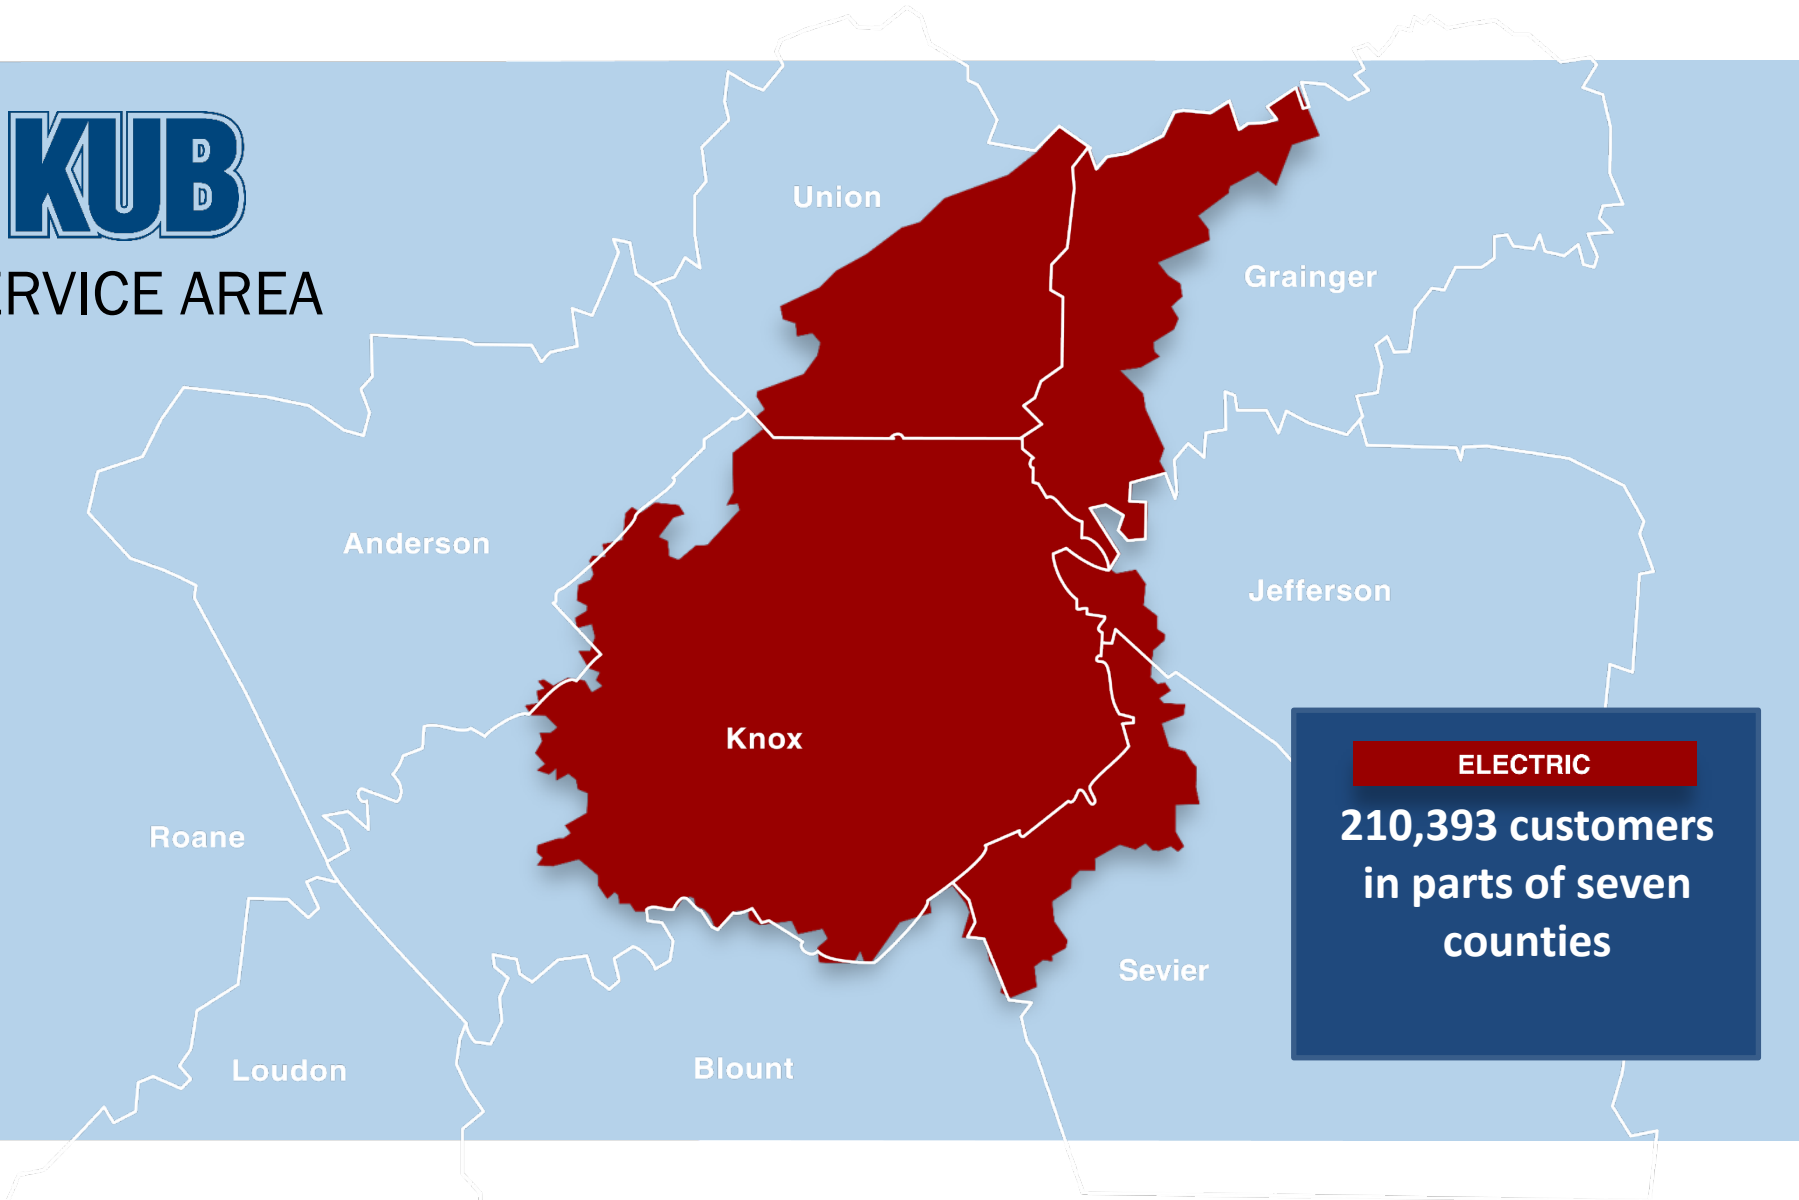 KUB
ERVICE AREA
Union
Grainger
Anderson
Jefferson
Knox
ELECTRIC
210,393 customers
in parts of seven
counties
Roane
Sevier
Loudon
Blount